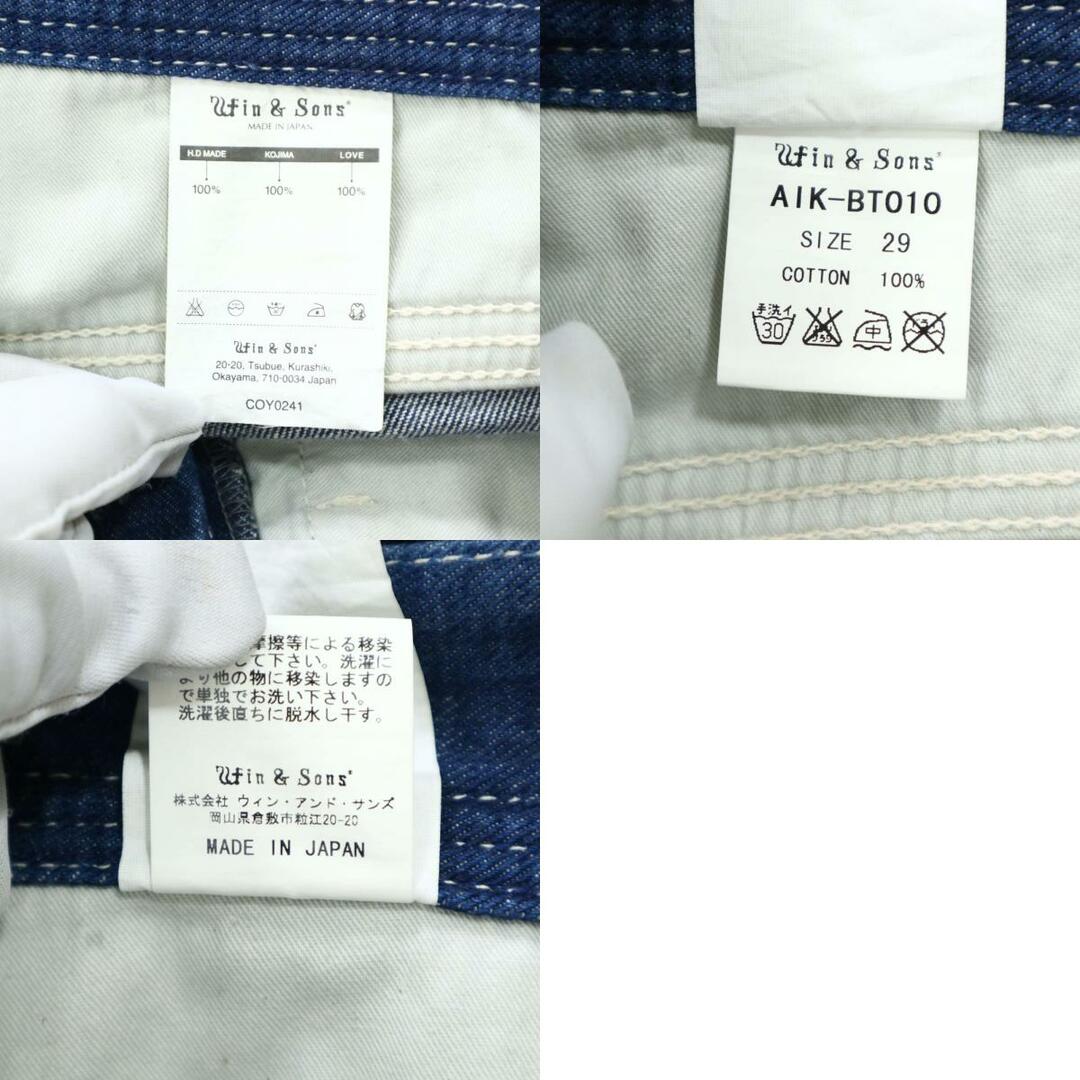 Wfin & Sons
MADE IN JAPAN
H.D MADE KOJIMA LOVE
100% 100% 100%
Wfin & Sons
20-20, Tsubue, Kurashiki,
Okayama, 710-0034 Japan
COY0241
Wfin & Sons
AIK-BT010
SIZE 29
COTTON 100%
手洗イ
30 中
摩擦等による移染
して下さい。洗濯に
より他の物に移染しますの
で単独でお洗い下さい。
洗濯後直ちに脱水し干す。
Wfin & Sons
株式会社 ウィン・アンド・サンズ
岡山県倉敷市粒江20-20
MADE IN JAPAN